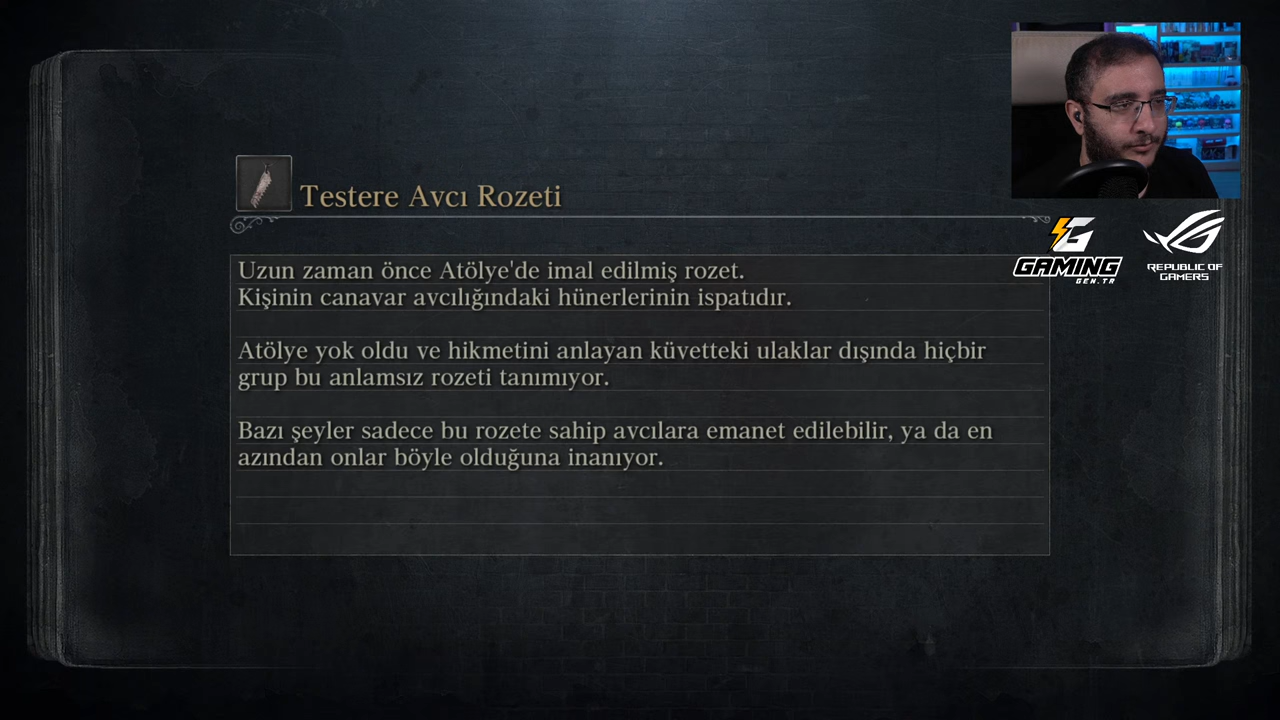 Testere Avcı Rozeti
Uzun zaman önce Atölye'de imal edilmiş rozet.
Kişinin canavar avcılığındaki hünerlerinin ispatıdır.
Atölye yok oldu ve hikmetini anlayan küvetteki ulaklar dışında hiçbir
grup bu anlamsız rozeti tanımıyor.
Bazı şeyler sadece bu rozete sahip avcılara emanet edilebilir, ya da en
azından onlar böyle olduğuna inanıyor.
GAMING
GEN.TR
REPUBLIC OF
GAMERS